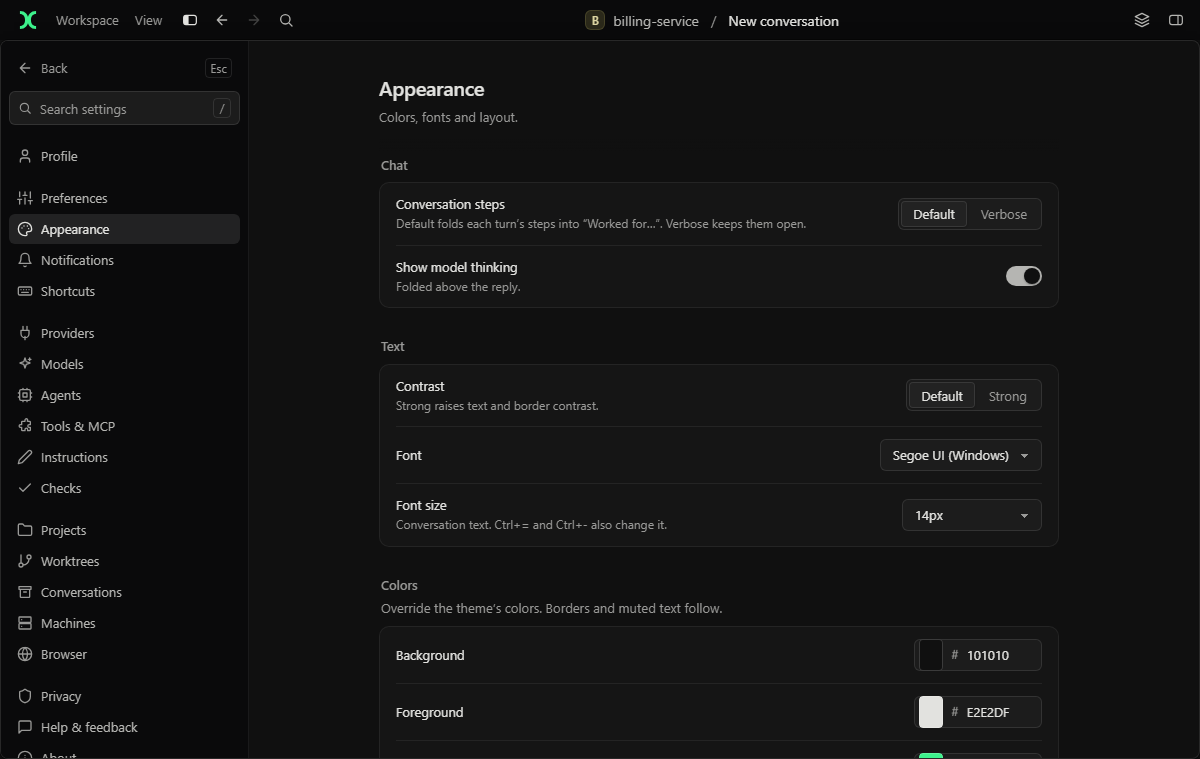 Workspace View
B billing-service / New conversation
Back Esc
Search settings /
Profile
Preferences
Appearance
Notifications
Shortcuts
Providers
Models
Agents
Tools & MCP
Instructions
Checks
Projects
Worktrees
Conversations
Machines
Browser
Privacy
Help & feedback
About
Appearance
Colors, fonts and layout.
Chat
Conversation steps
Default folds each turn's steps into “Worked for…”. Verbose keeps them open.
Default Verbose
Show model thinking
Folded above the reply.
Text
Contrast
Strong raises text and border contrast.
Default Strong
Font
Segoe UI (Windows)
Font size
Conversation text. Ctrl+= and Ctrl+- also change it.
14px
Colors
Override the theme's colors. Borders and muted text follow.
Background
# 101010
Foreground
# E2E2DF